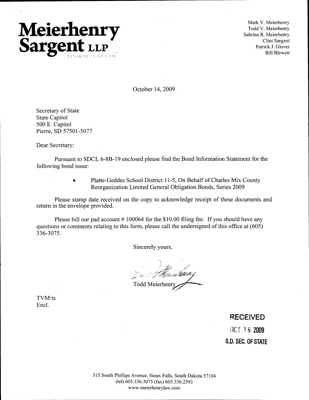 Meierhenry
Sargent LLP
Mark V. Meierhenry
Todd V. Meierhenry
Sabrina R. Meierhenry
Clint Sargent
Patrick J. Glover
Bill Blewett
October 14, 2009
Secretary of State
State Capitol
500 E. Capitol
Pierre, SD 57501-5077
Dear Secretary:
Pursuant to SDCL 6-8B-19 enclosed please find the Bond Information Statement for the
following bond issue:
• Platte-Geddes School District 11-5, On Behalf of Charles Mix County
Reorganization Limited General Obligation Bonds, Series 2009
Please stamp date received on the copy to acknowledge receipt of these documents and
return in the envelope provided.
Please bill our pad account # 100064 for the $10.00 filing fee. If you should have any
questions or comments relating to this form, please call the undersigned of this office at (605)
336-3075.
Sincerely yours,
Todd Meierhenry
TVM:ts
Encl.
RECEIVED
OCT 16 2009
S.D. SEC. OF STATE
315 South Phillips Avenue, Sioux Falls, South Dakota 57104
(tel) 605.336.3075 (fax) 605.336.2593
www.meierhenrylaw.com